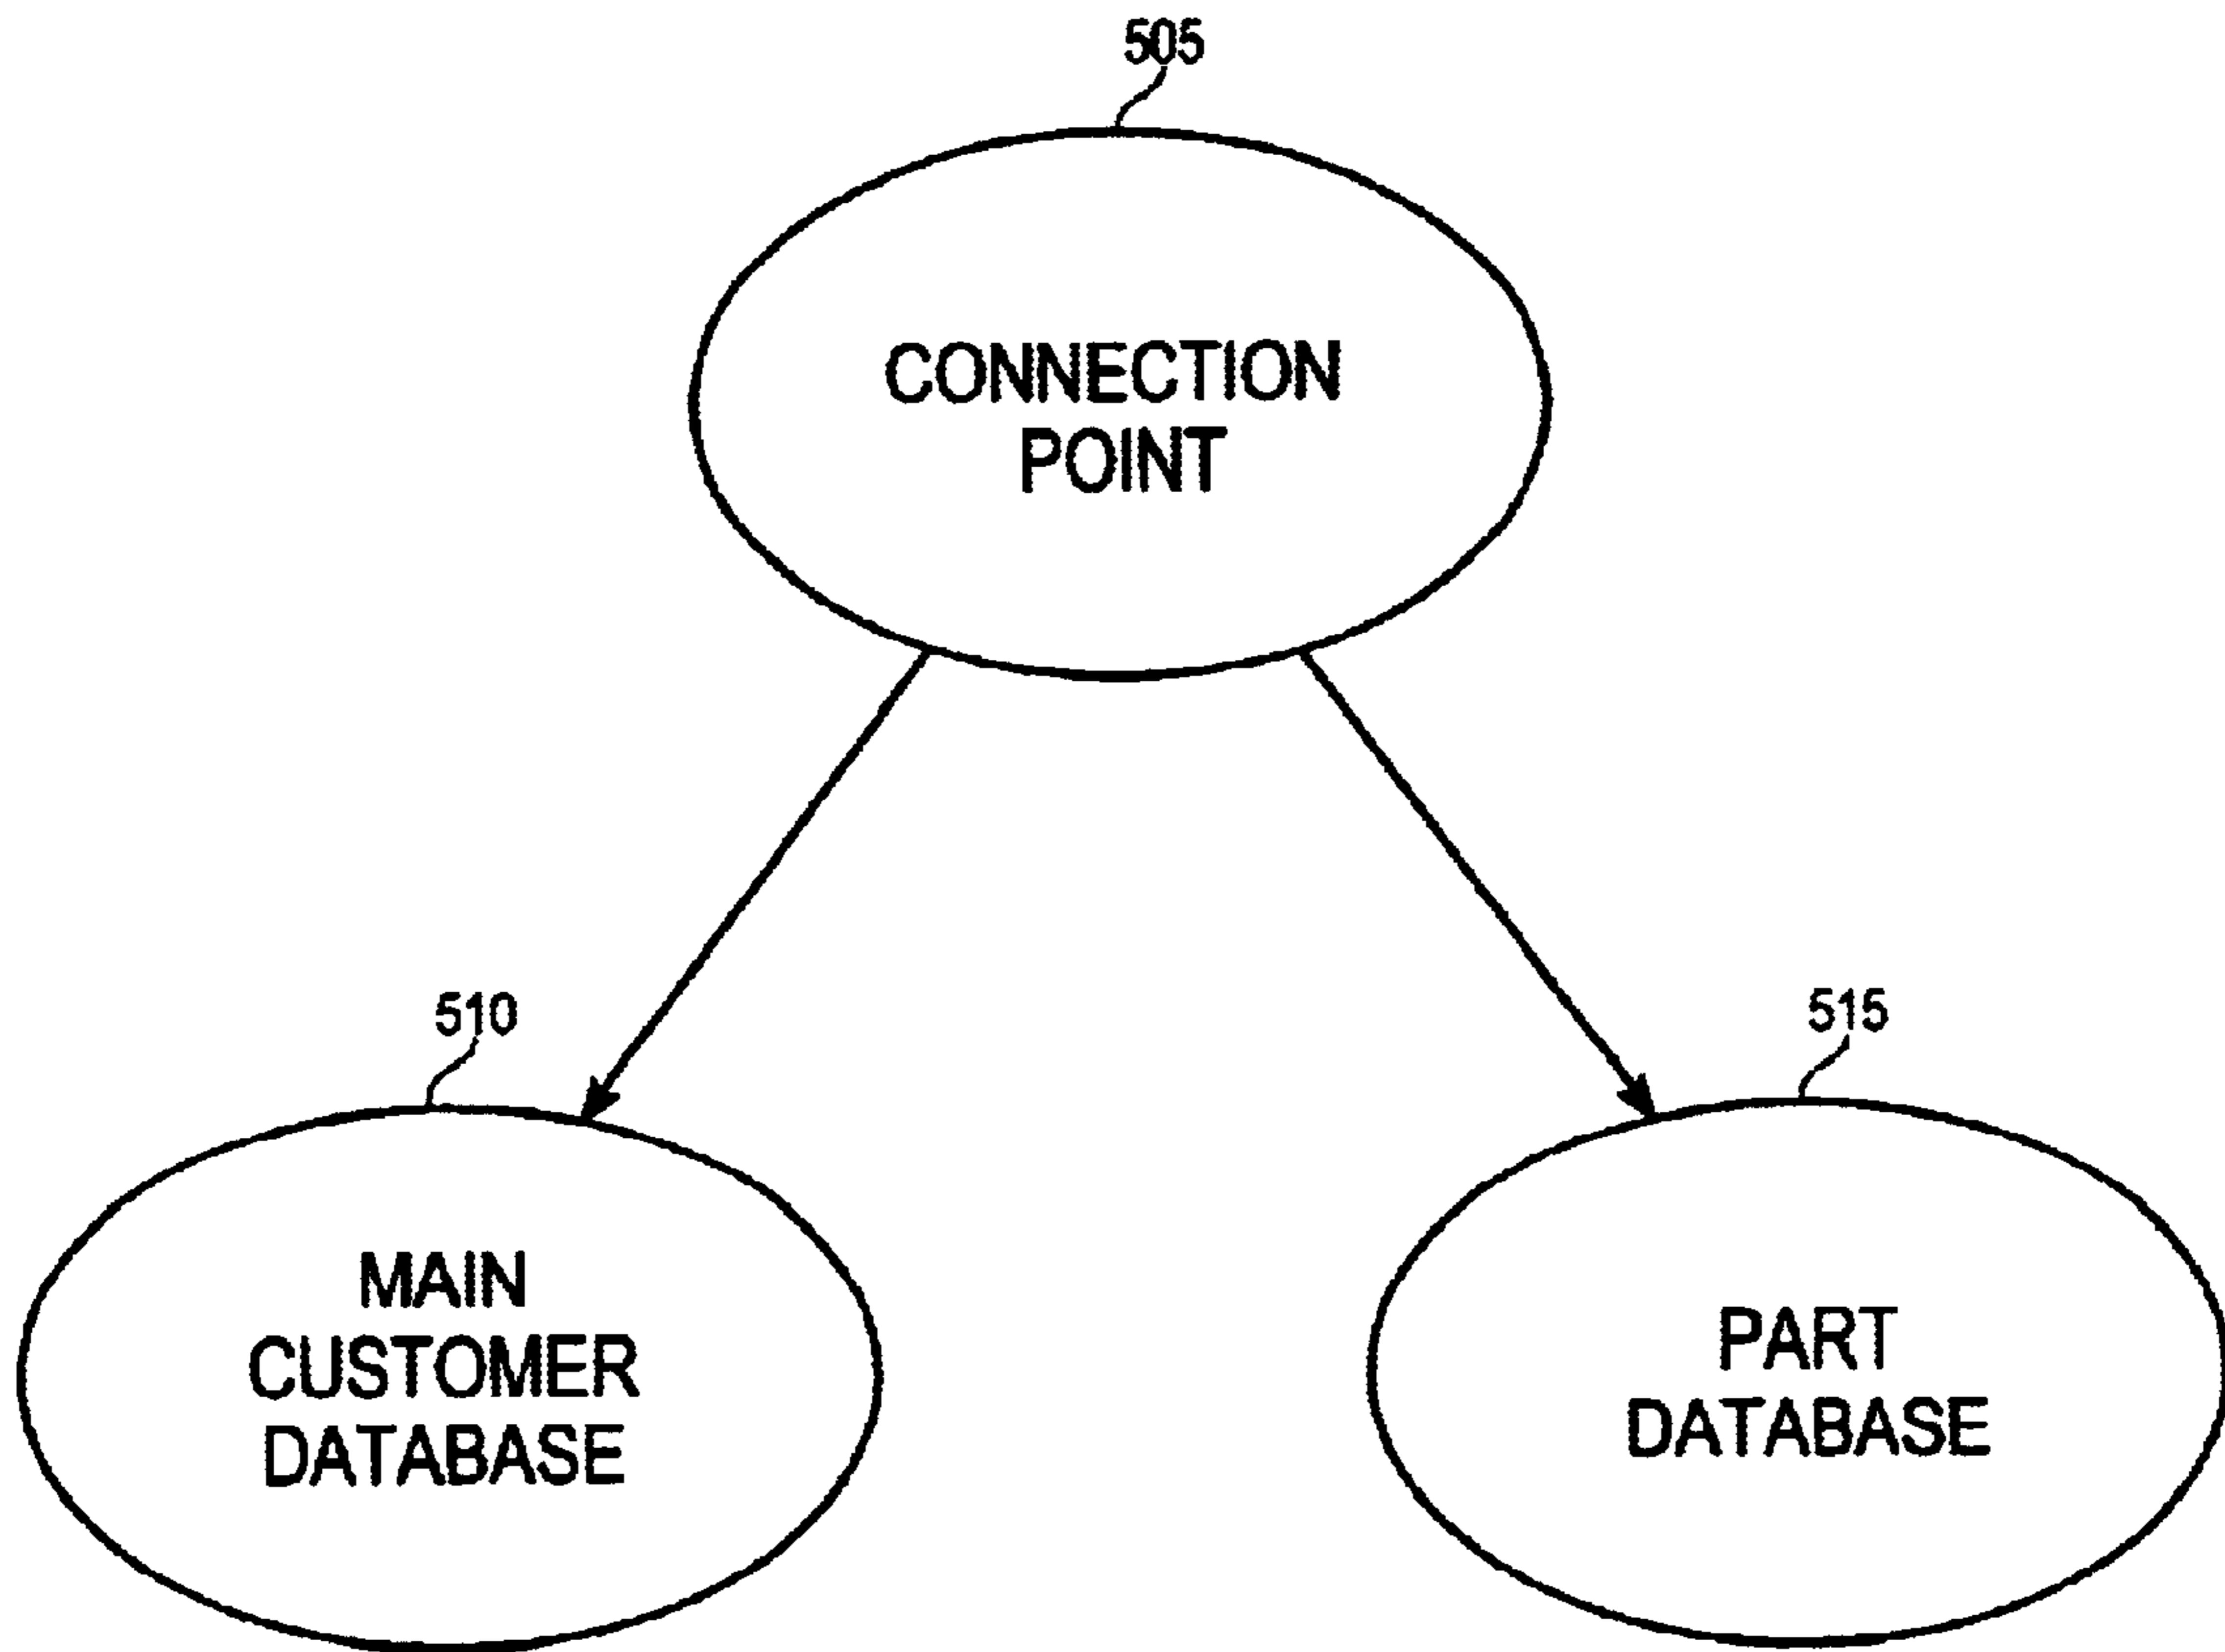 505
CONNECTION
POINT
510
515
MAIN
CUSTOMER
DATABASE
PART
DATABASE